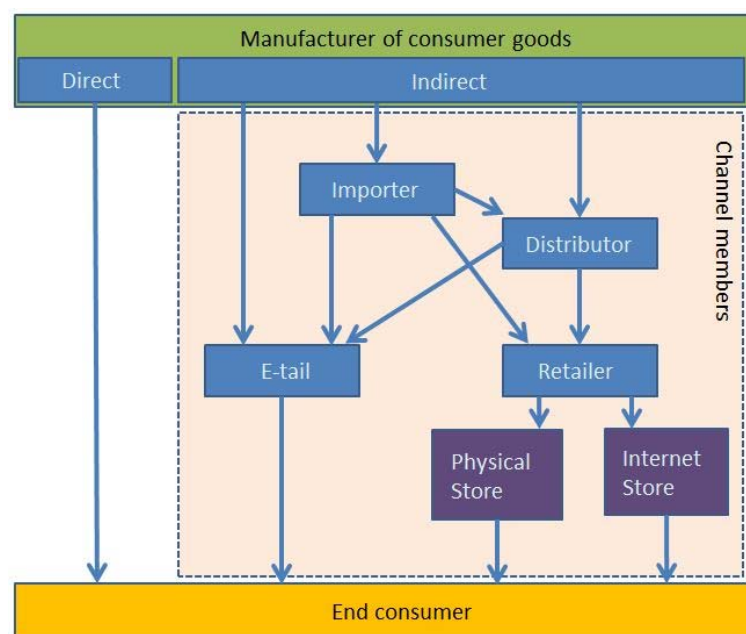 Manufacturer of consumer goods
Direct
Indirect
Channel members
Importer
Distributor
E-tail
Retailer
Physical
Store
Internet
Store
End consumer